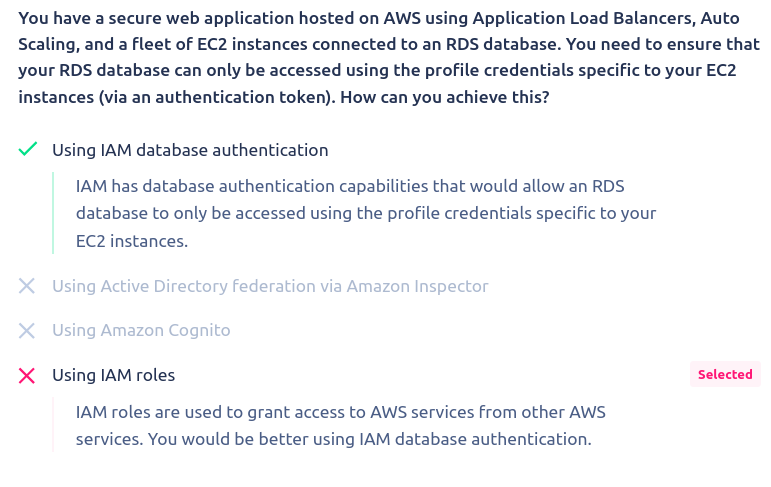 You have a secure web application hosted on AWS using Application Load Balancers, Auto
Scaling, and a fleet of EC2 instances connected to an RDS database. You need to ensure that
your RDS database can only be accessed using the profile credentials specific to your EC2
instances (via an authentication token). How can you achieve this?
Using IAM database authentication
IAM has database authentication capabilities that would allow an RDS
database to only be accessed using the profile credentials specific to your
EC2 instances.
Using Active Directory federation via Amazon Inspector
Using Amazon Cognito
Using IAM roles
Selected
IAM roles are used to grant access to AWS services from other AWS
services. You would be better using IAM database authentication.